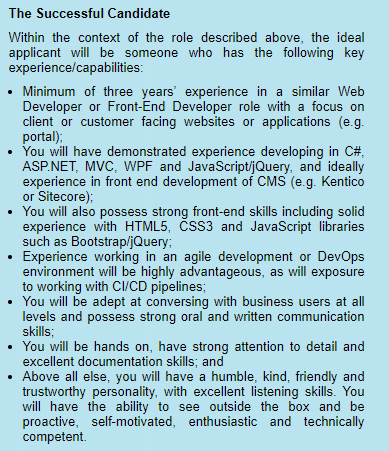 The Successful Candidate
Within the context of the role described above, the ideal
applicant will be someone who has the following key
experience/capabilities:
• Minimum of three years' experience in a similar Web
Developer or Front-End Developer role with a focus on
client or customer facing websites or applications (e.g.
portal);
• You will have demonstrated experience developing in C#,
ASP.NET, MVC, WPF and JavaScript/jQuery, and ideally
experience in front end development of CMS (e.g. Kentico
or Sitecore);
• You will also possess strong front-end skills including solid
experience with HTML5, CSS3 and JavaScript libraries
such as Bootstrap/jQuery;
• Experience working in an agile development or DevOps
environment will be highly advantageous, as will exposure
to working with CI/CD pipelines;
• You will be adept at conversing with business users at all
levels and possess strong oral and written communication
skills;
• You will be hands on, have strong attention to detail and
excellent documentation skills; and
• Above all else, you will have a humble, kind, friendly and
trustworthy personality, with excellent listening skills. You
will have the ability to see outside the box and be
proactive, self-motivated, enthusiastic and technically
competent.